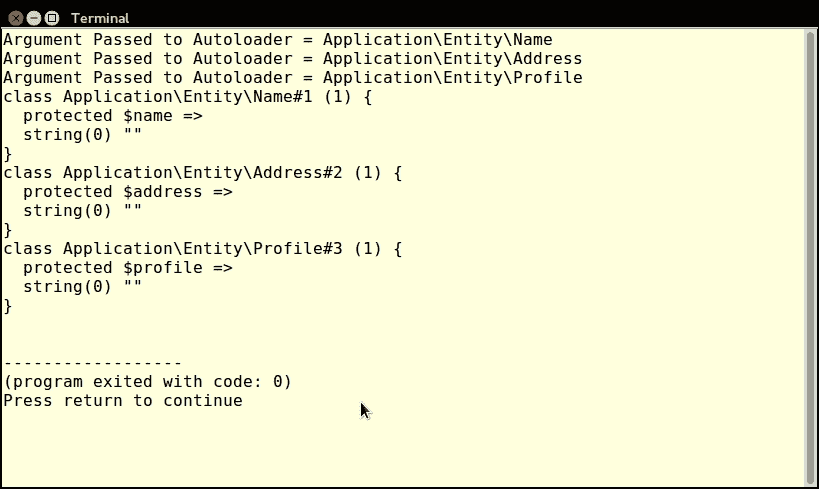 Terminal
Argument Passed to Autoloader = Application\Entity\Name
Argument Passed to Autoloader = Application\Entity\Address
Argument Passed to Autoloader = Application\Entity\Profile
class Application\Entity\Name#1 (1) {
  protected $name =>
  string(0) ""
}
class Application\Entity\Address#2 (1) {
  protected $address =>
  string(0) ""
}
class Application\Entity\Profile#3 (1) {
  protected $profile =>
  string(0) ""
}
------------------
(program exited with code: 0)
Press return to continue